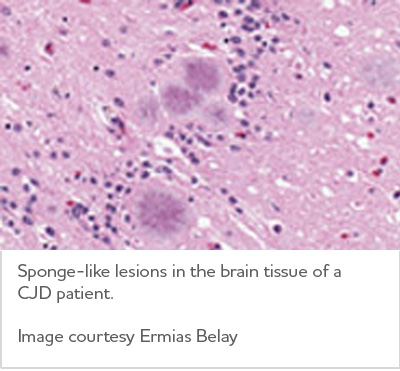 Sponge-like lesions in the brain tissue of a
CJD patient.
Image courtesy Ermias Belay